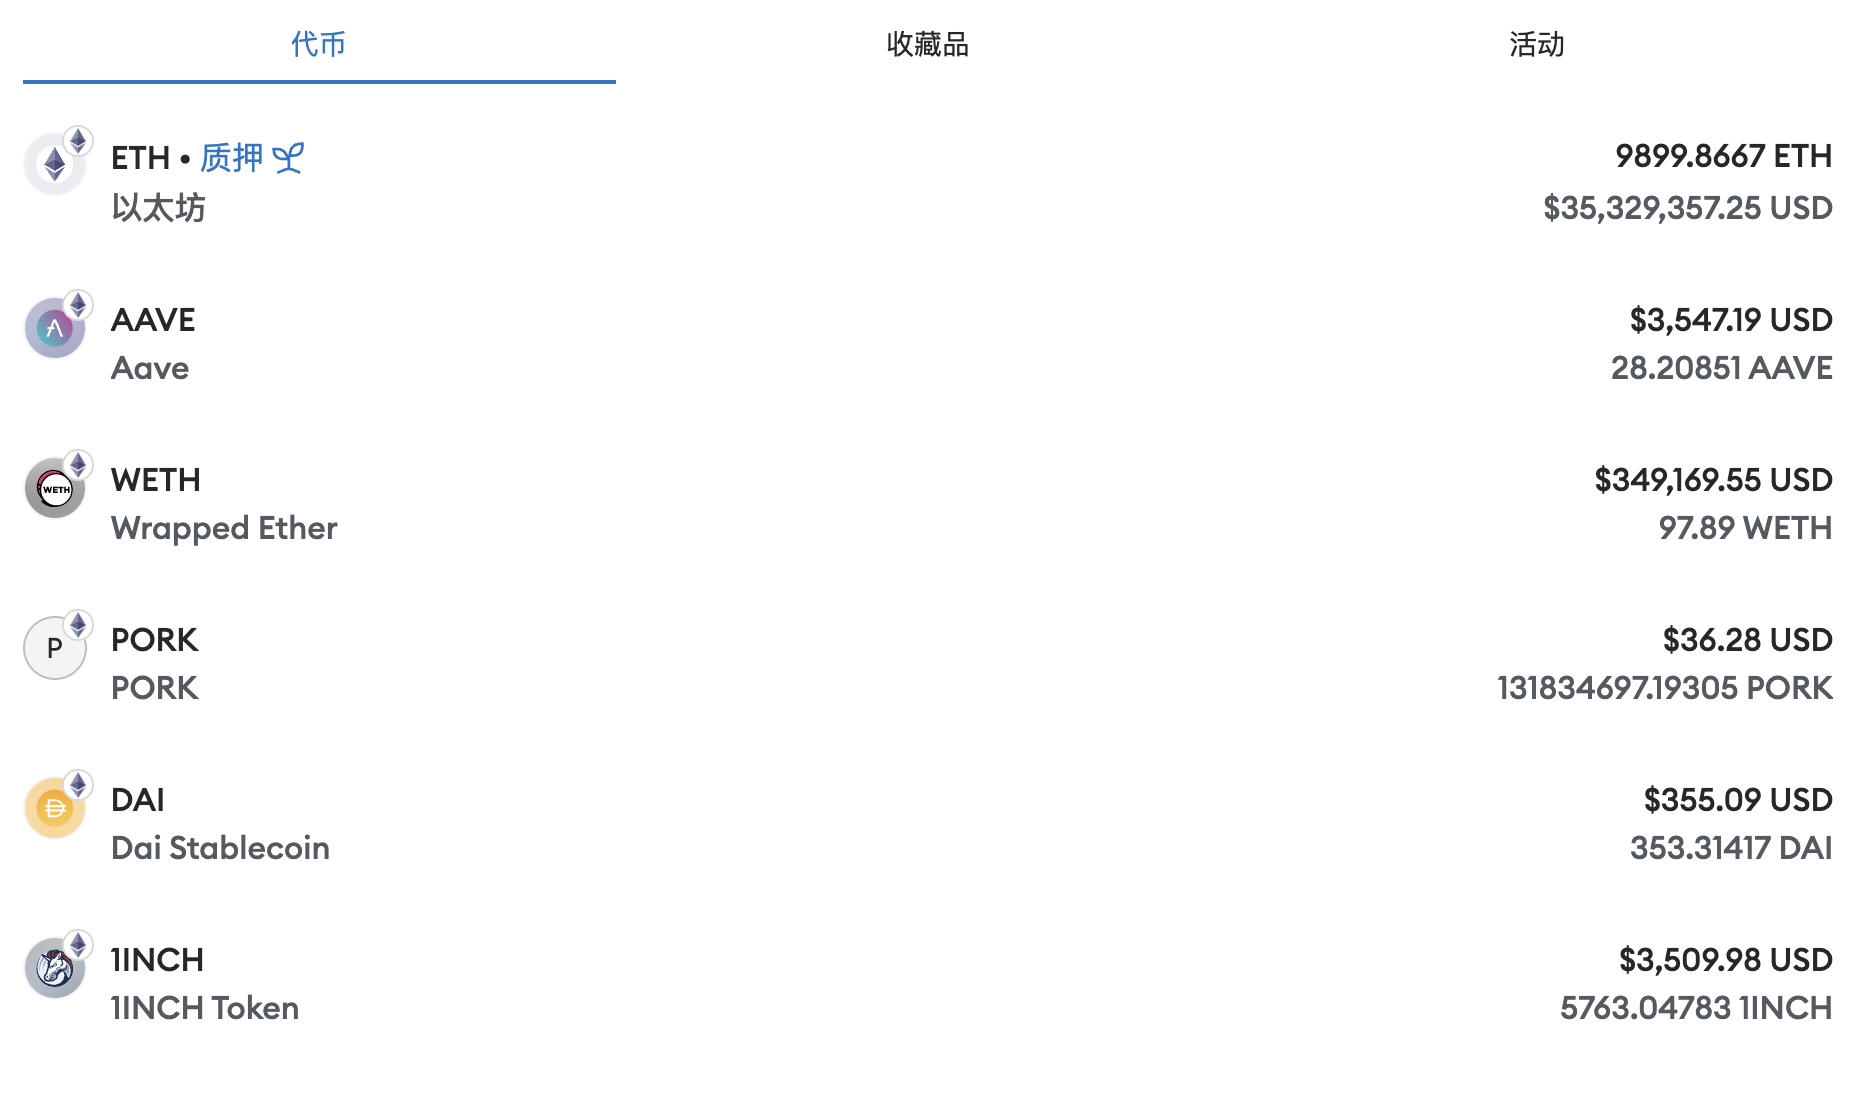 代币
收藏品
活动
ETH • 质押
9899.8667 ETH
以太坊
$35,329,357.25 USD
AAVE
$3,547.19 USD
Aave
28.20851 AAVE
WETH
WETH
$349,169.55 USD
Wrapped Ether
97.89 WETH
P
PORK
$36.28 USD
PORK
131834697.19305 PORK
DAI
$355.09 USD
Dai Stablecoin
353.31417 DAI
1INCH
$3,509.98 USD
1INCH Token
5763.04783 1INCH